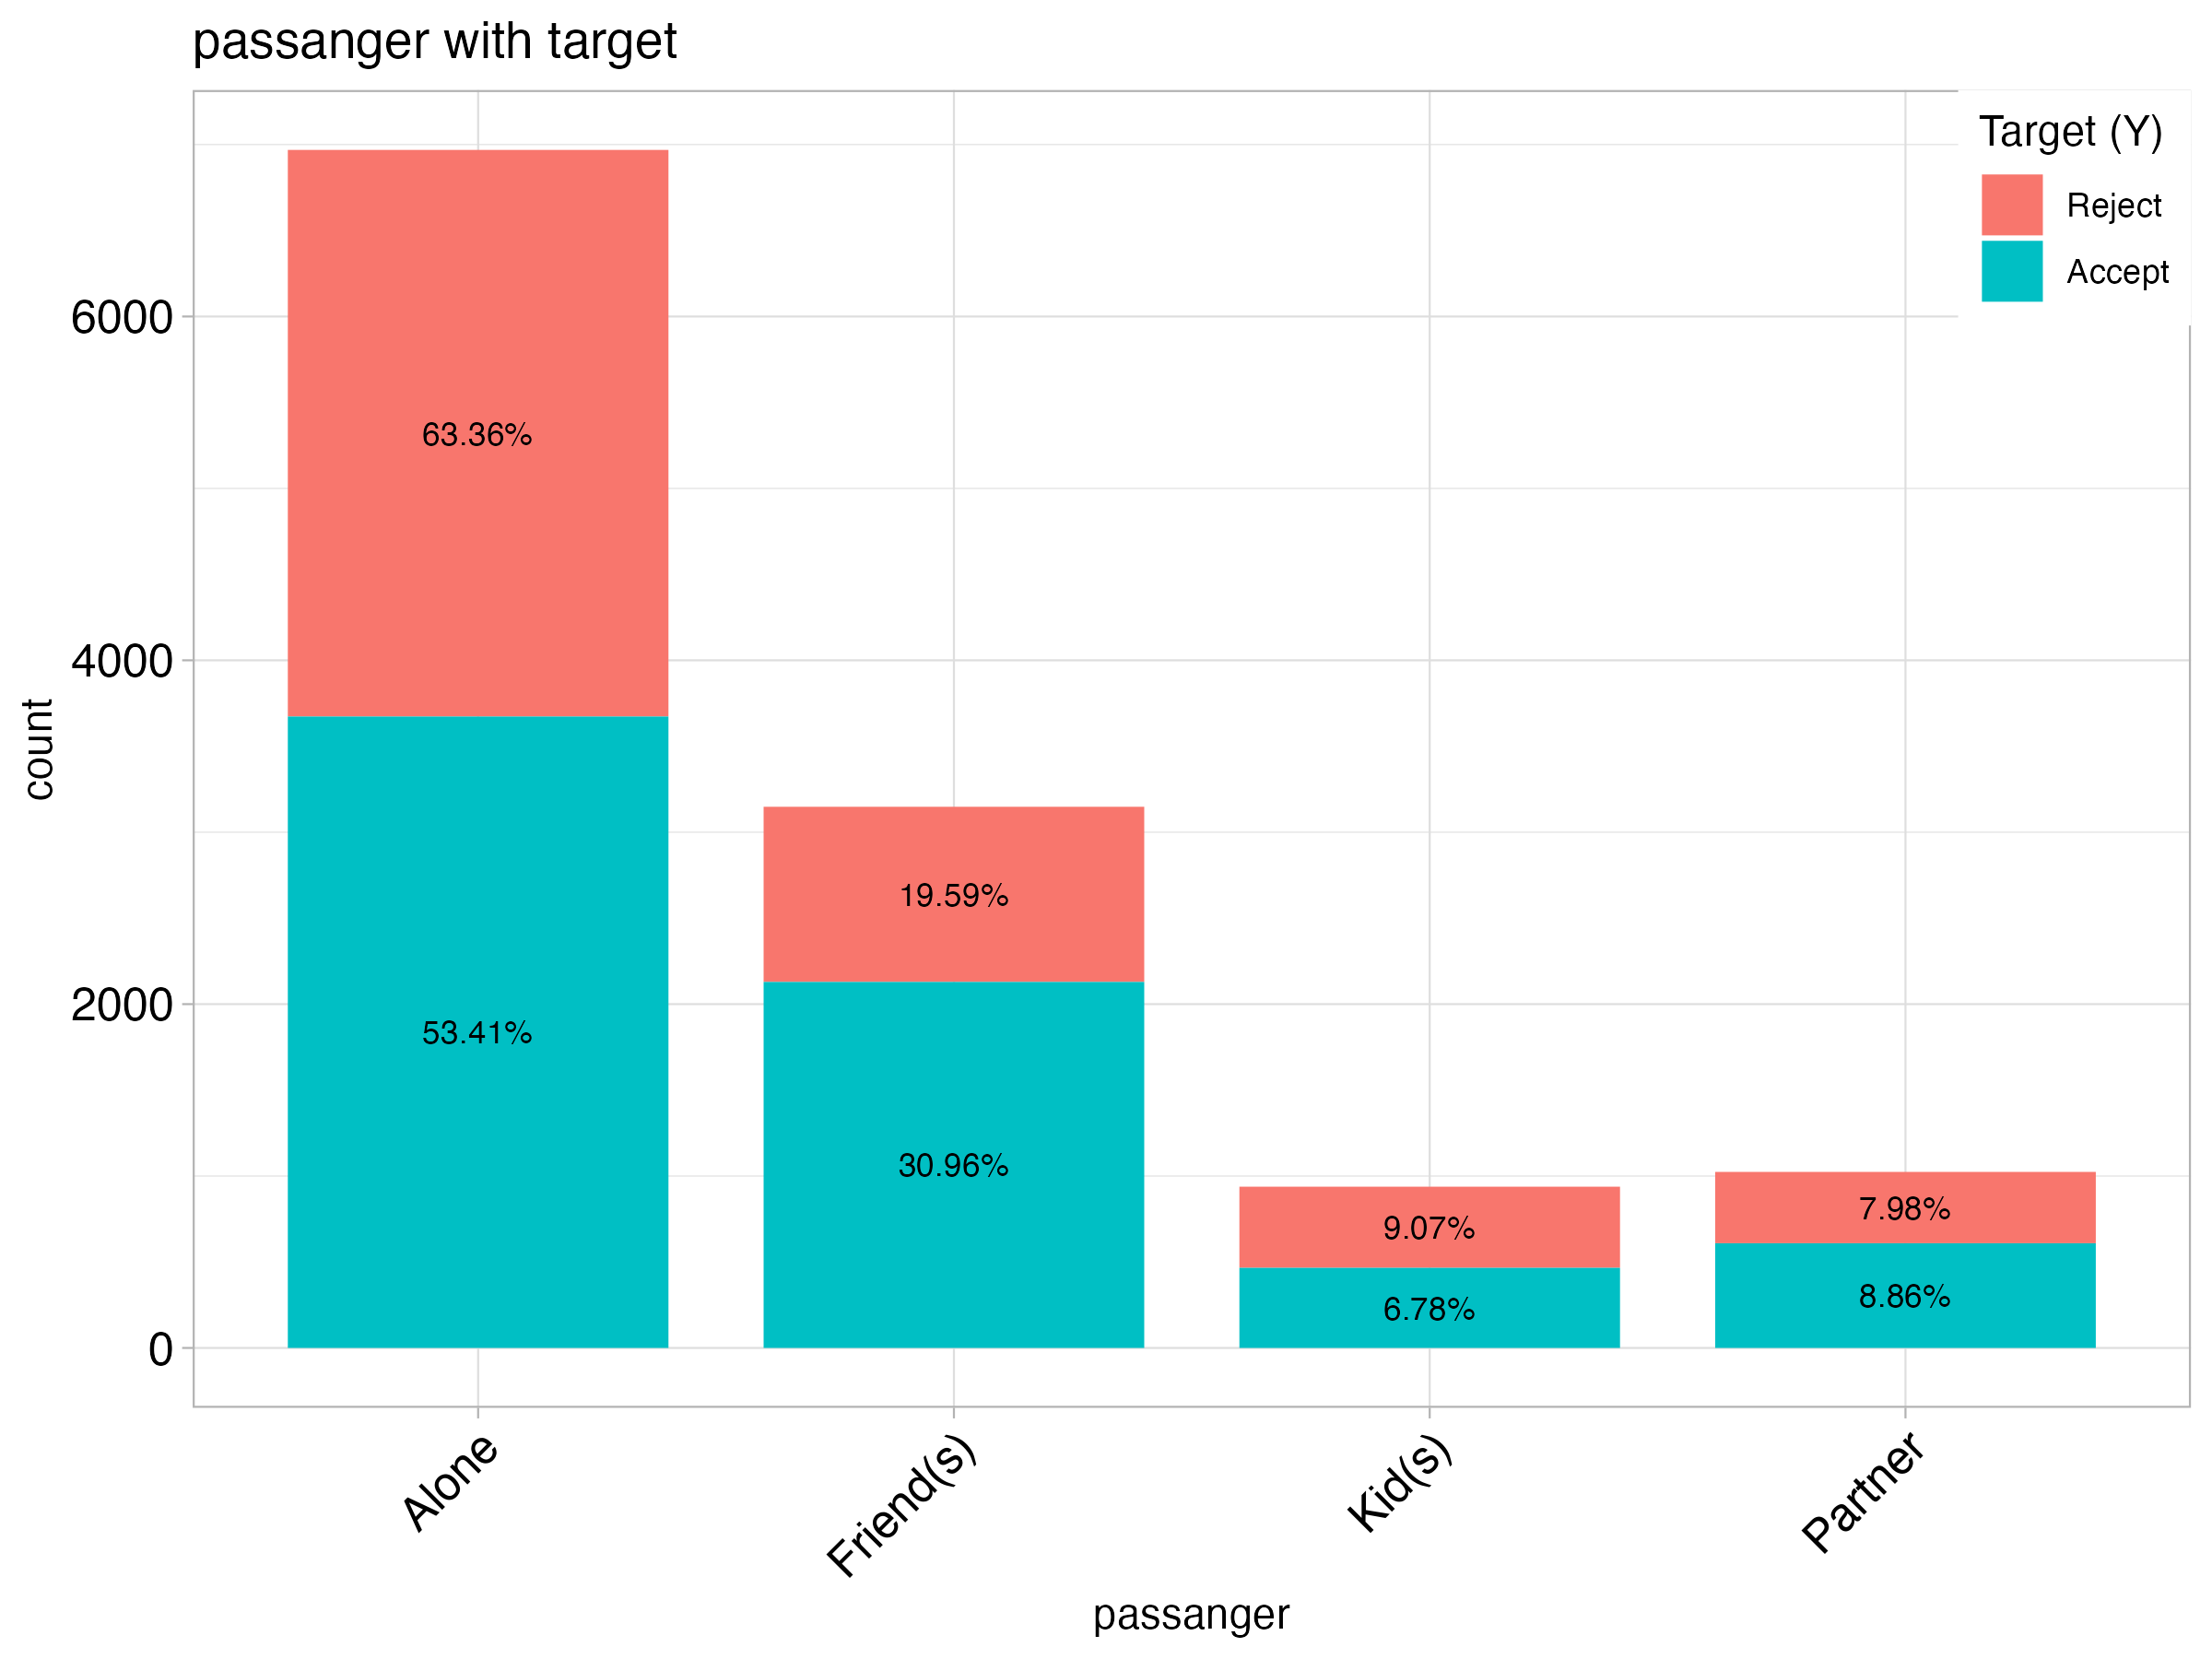 passanger with target
Target (Y)
Reject
Accept
count
6000
4000
2000
0
63.36%
53.41%
19.59%
30.96%
9.07%
6.78%
7.98%
8.86%
Alone
Friend(s)
Kid(s)
Partner
passanger